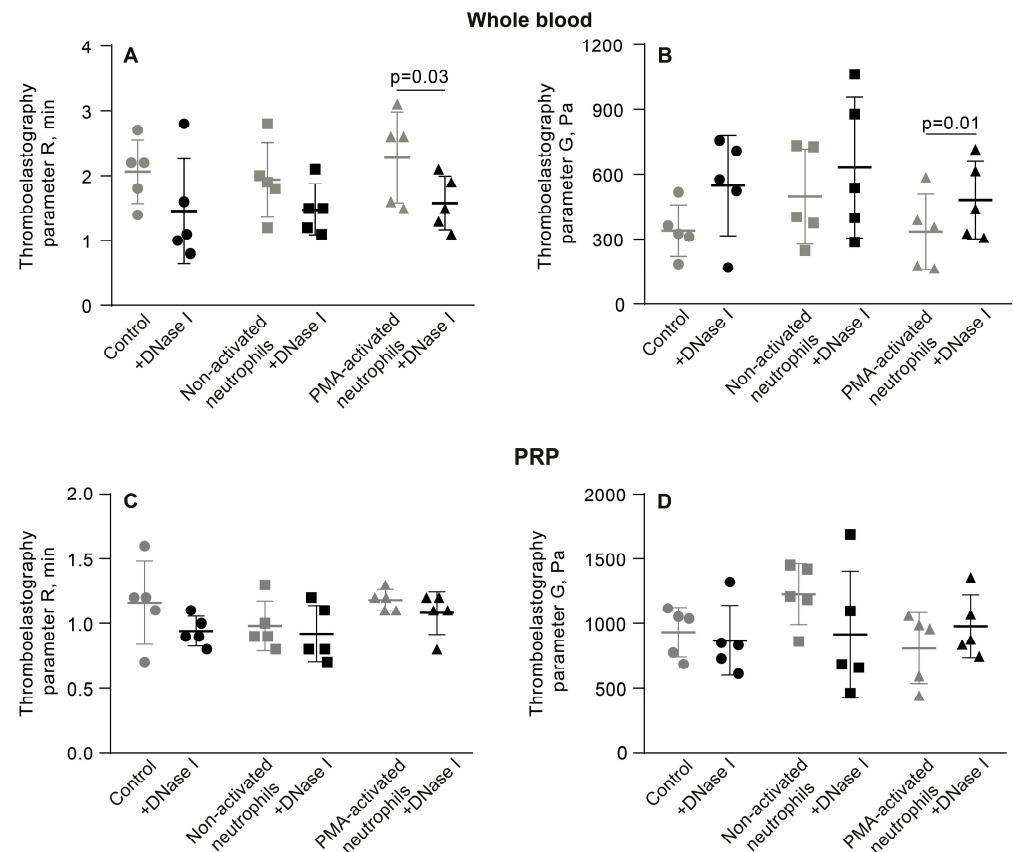 Whole blood
A
Thromboelastography
parameter R, min
4
3
2
1
0
p=0.03
Control
+DNase I
Non-activated
neutrophils
+DNase I
PMA-activated
neutrophils
+DNase I
B
Thromboelastography
parameter G, Pa
1200
900
600
300
0
p=0.01
Control
+DNase I
Non-activated
neutrophils
+DNase I
PMA-activated
neutrophils
+DNase I
PRP
C
Thromboelastography
parameter R, min
2.0
1.5
1.0
0.5
0.0
Control
+DNase I
Non-activated
neutrophils
+DNase I
PMA-activated
neutrophils
+DNase I
D
Thromboelastography
parameter G, Pa
2000
1500
1000
500
0
Control
+DNase I
Non-activated
neutrophils
+DNase I
PMA-activated
neutrophils
+DNase I